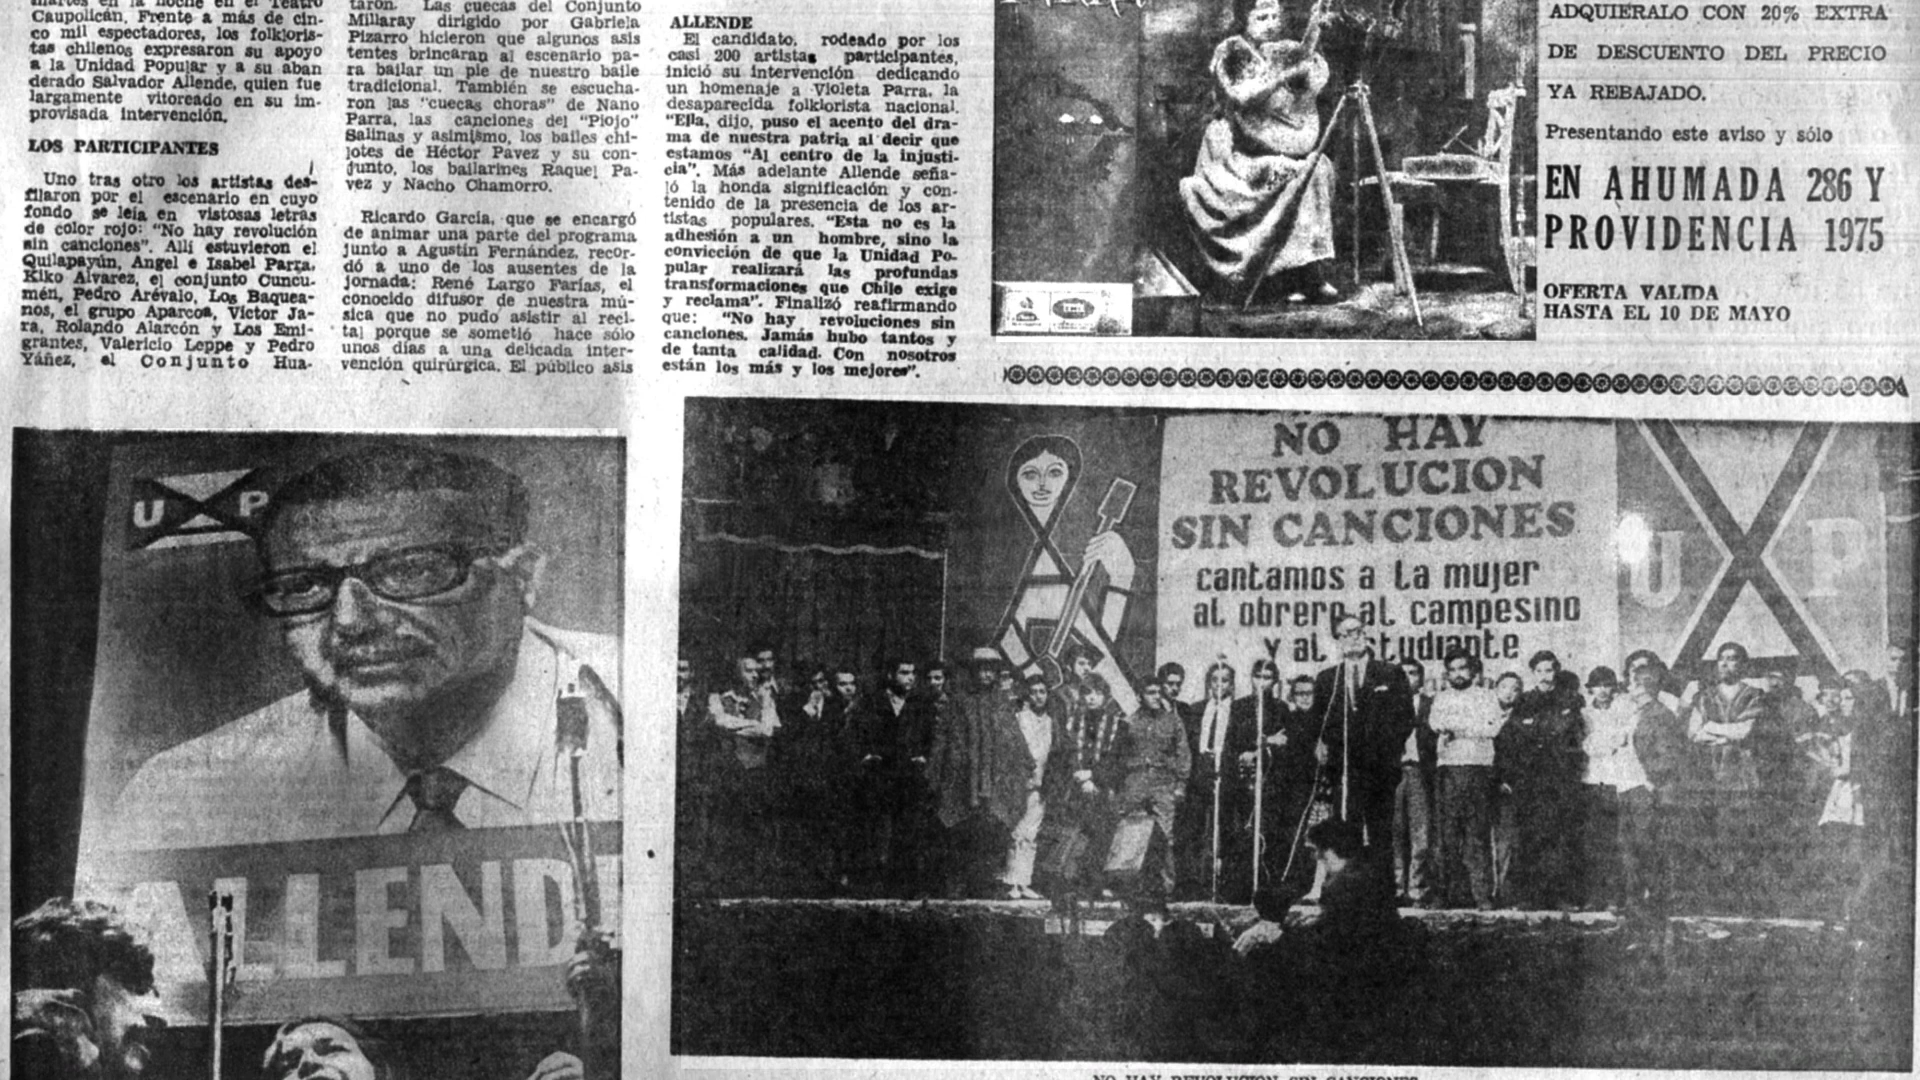 martes en la noche en el Teatro
Caupolicán. Frente a más de cin-
co mil espectadores, los folkloris-
tas chilenos expresaron su apoyo
a la Unidad Popular y a su aban
derado Salvador Allende, quien fue
largamente vitoreado en su im-
provisada intervención.
LOS PARTICIPANTES
Uno tras otro los artistas des-
filaron por el escenario en cuyo
fondo se leía en vistosas letras
de color rojo: "No hay revolución
sin canciones". Allí estuvieron el
Quilapayún, Angel e Isabel Parra,
Kiko Alvarez, el conjunto Cuncu-
mén, Pedro Arévalo, Los Baquea-
nos, el grupo Aparcoa, Victor Ja-
ra, Rolando Alarcón y Los Emi-
grantes, Valericio Leppe y Pedro
Yáñez, el Conjunto Hua-
taron. Las cuecas del Conjunto
Millaray dirigido por Gabriela
Pizarro hicieron que algunos asis
tentes brincaran al escenario pa-
ra bailar un pie de nuestro baile
tradicional. También se escucha-
ron las "cuecas choras" de Nano
Parra, las canciones del "Piojo"
Salinas y asimismo, los bailes chi-
lotes de Héctor Pavez y su con-
junto, los bailarines Raquel Pa-
vez y Nacho Chamorro.
Ricardo García, que se encargó
de animar una parte del programa
junto a Agustín Fernández, recor-
dó a uno de los ausentes de la
jornada: René Largo Farías, el
conocido difusor de nuestra mú-
sica que no pudo asistir al reci-
tal porque se sometió hace sólo
unos días a una delicada inter-
vención quirúrgica. El público asis
ALLENDE
El candidato, rodeado por los
casi 200 artistas participantes,
inició su intervención dedicando
un homenaje a Violeta Parra, la
desaparecida folklorista nacional.
"Ella, dijo, puso el acento del dra-
ma de nuestra patria al decir que
estamos "Al centro de la injusti-
cia". Más adelante Allende seña-
ló la honda significación y con-
tenido de la presencia de los ar-
tistas populares. "Esta no es la
adhesión a un hombre, sino la
convicción de que la Unidad Po-
pular realizará las profundas
transformaciones que Chile exige
y reclama". Finalizó reafirmando
que: "No hay revoluciones sin
canciones. Jamás hubo tantos y
de tanta calidad. Con nosotros
están los más y los mejores".
ADQUIERALO CON 20% EXTRA
DE DESCUENTO DEL PRECIO
YA REBAJADO.
Presentando este aviso y sólo
EN AHUMADA 286 Y
PROVIDENCIA 1975
OFERTA VALIDA
HASTA EL 10 DE MAYO
U P
ALLENDE
NO HAY
REVOLUCION
SIN CANCIONES
cantamos a la mujer
al obrero al campesino
y al estudiante
U P
NO HAY REVOLUCION SIN CANCIONES